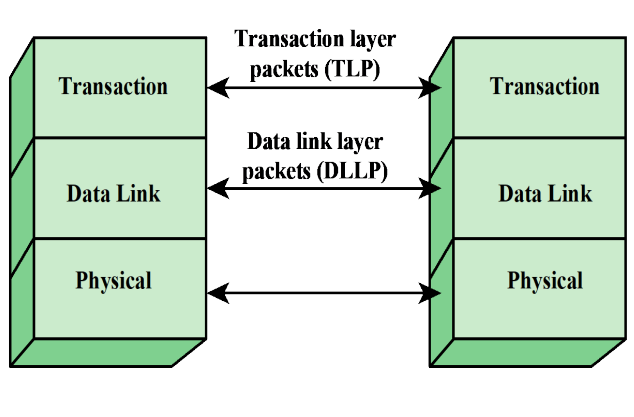 Transaction layer
packets (TLP)
Transaction
Transaction
Data link layer
packets (DLLP)
Data Link
Data Link
Physical
Physical